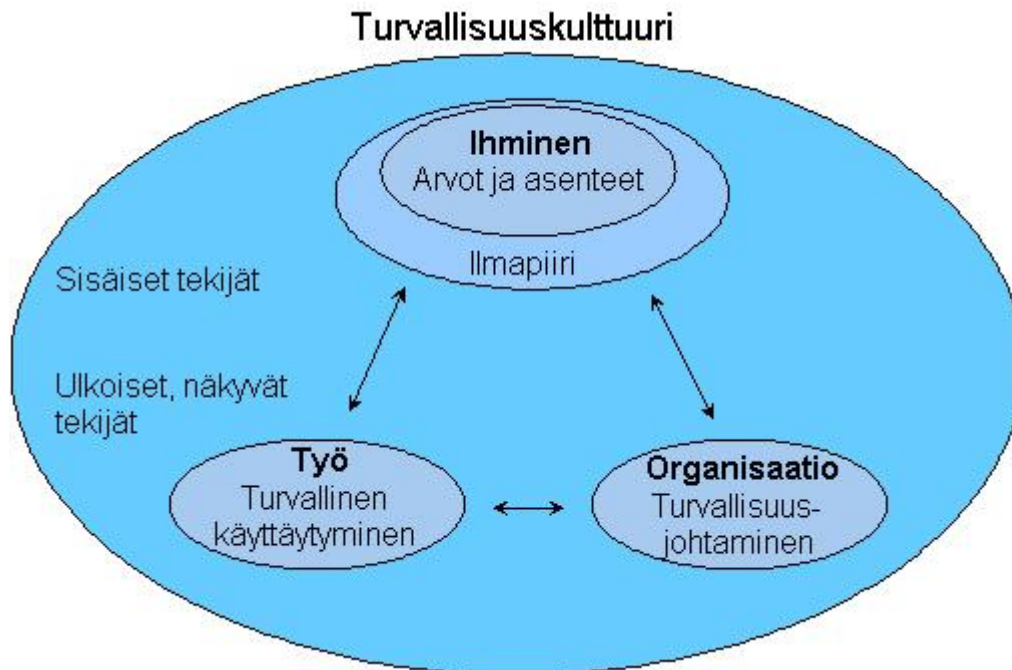 Turvallisuuskulttuuri
Ihminen
Arvot ja asenteet
Ilmapiiri
Sisäiset tekijät
Ulkoiset, näkyvät
tekijät
Työ
Turvallinen
käyttäytyminen
Organisaatio
Turvallisuus-
johtaminen